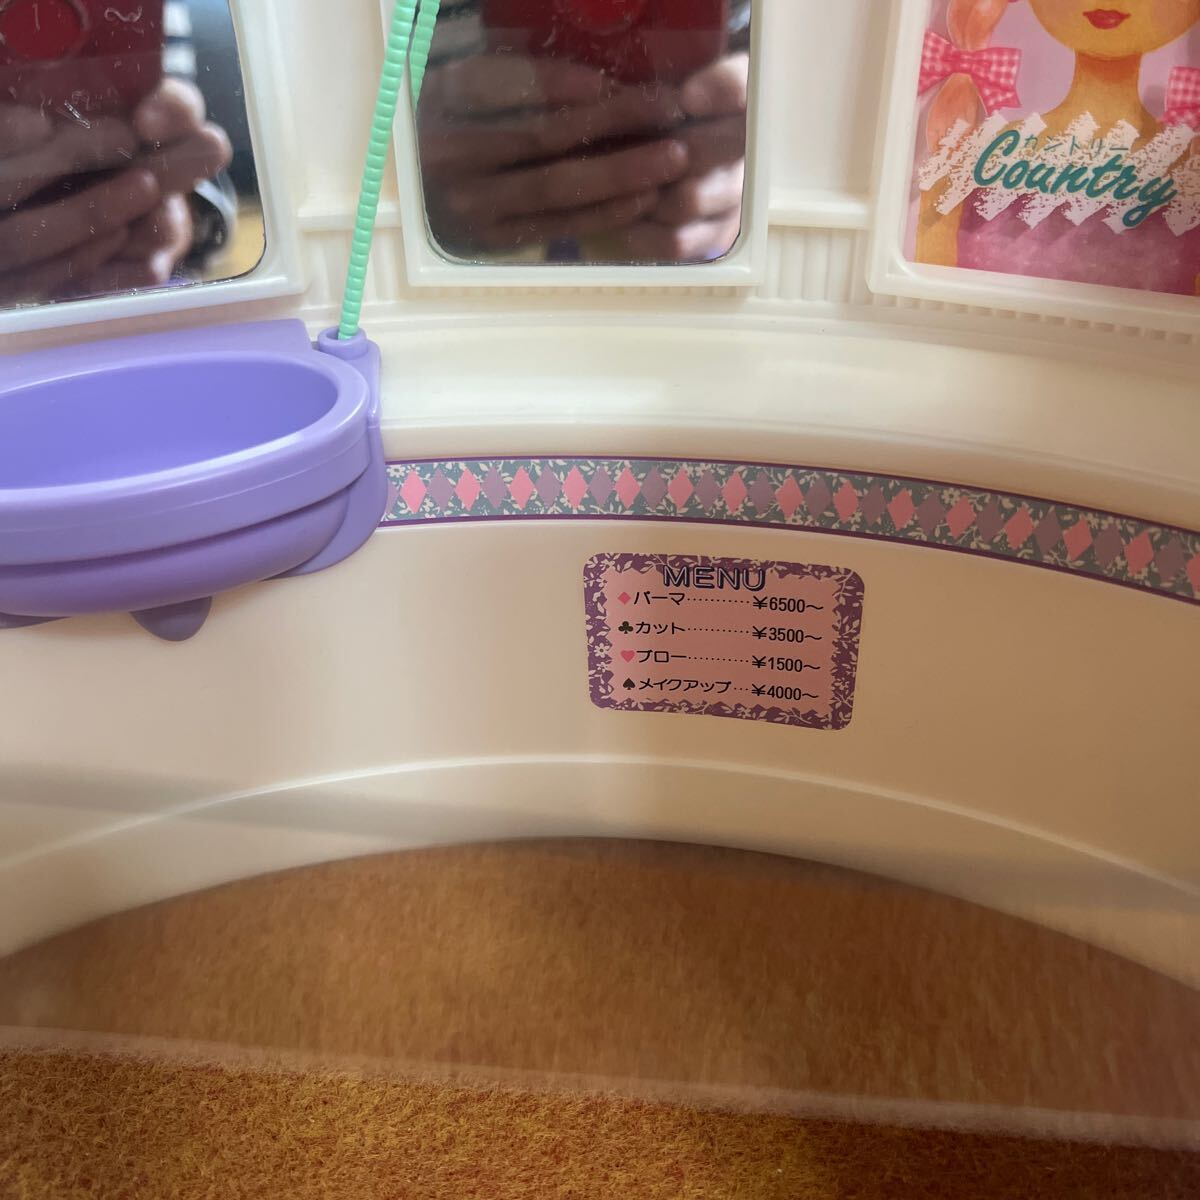 カントリー
Country
MENU
♦パーマ…………¥6500〜
♣カット…………¥3500〜
♥ブロー…………¥1500〜
♠メイクアップ…¥4000〜